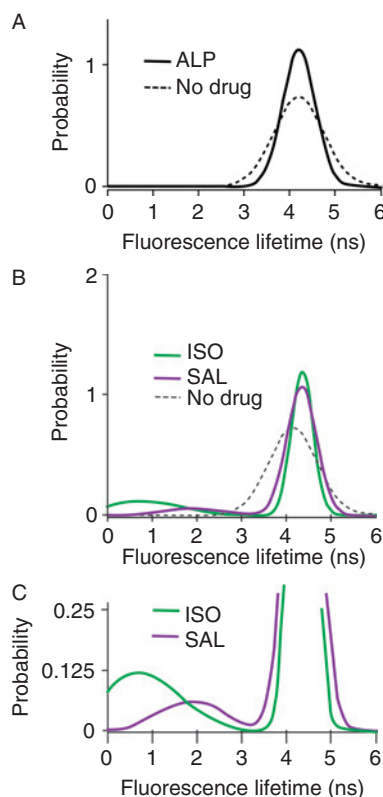 A
Probability
1
0
ALP
No drug
0 1 2 3 4 5 6
Fluorescence lifetime (ns)
B
Probability
2
1
0
ISO
SAL
No drug
0 1 2 3 4 5 6
Fluorescence lifetime (ns)
C
Probability
0.25
0.125
0
ISO
SAL
0 1 2 3 4 5 6
Fluorescence lifetime (ns)